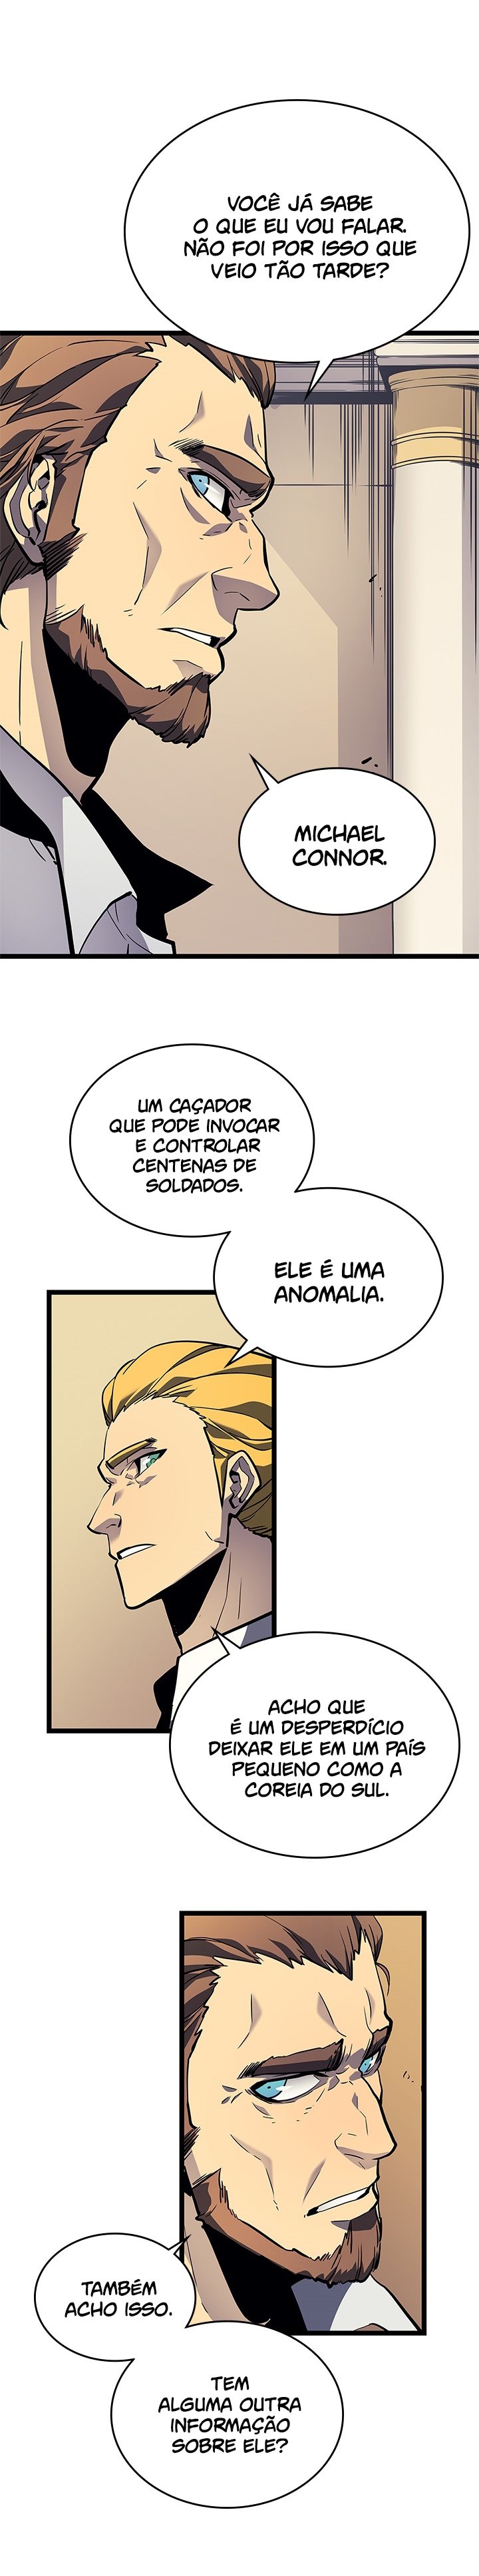 VOCÊ JÁ SABE
O QUE EU VOU FALAR.
NÃO FOI POR ISSO QUE
VEIO TÃO TARDE?
MICHAEL
CONNOR.
UM CAÇADOR
QUE PODE INVOCAR
E CONTROLAR
CENTENAS DE
SOLDADOS.
ELE É UMA
ANOMALIA.
ACHO QUE
É UM DESPERDÍCIO
DEIXAR ELE EM UM PAÍS
PEQUENO COMO A
COREIA DO SUL.
TAMBÉM
ACHO ISSO.
TEM
ALGUMA OUTRA
INFORMAÇÃO
SOBRE ELE?